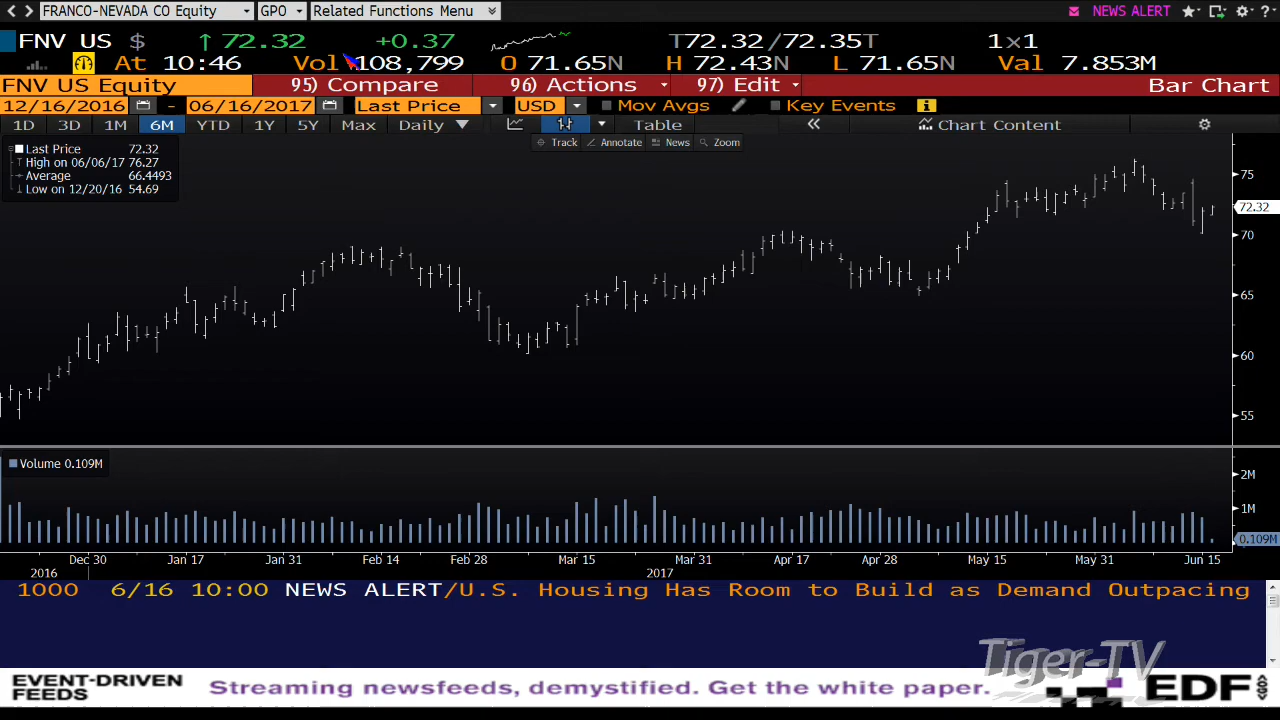 FRANCO-NEVADA CO Equity GPO Related Functions Menu NEWS ALERT
FNV US $ ↑ 72.32 +0.37 T72.32/72.35T 1×1
At 10:46 Vol 108,799 O 71.65N H 72.43N L 71.65N Val 7.853M
FNV US Equity 95) Compare 96) Actions 97) Edit Bar Chart
12/16/2016 - 06/16/2017 Last Price USD Mov Avgs Key Events
1D 3D 1M 6M YTD 1Y 5Y Max Daily Table Chart Content
Track Annotate News Zoom
Last Price 72.32
High on 06/06/17 76.27
Average 66.4493
Low on 12/20/16 54.69
75
72.32
70
65
60
55
Volume 0.109M
2M
1M
0.109M
Dec 30 Jan 17 Jan 31 Feb 14 Feb 28 Mar 15 Mar 31 Apr 17 Apr 28 May 15 May 31 Jun 15
2016 2017
1000 6/16 10:00 NEWS ALERT/U.S. Housing Has Room to Build as Demand Outpacing
Tiger-TV
EVENT-DRIVEN
FEEDS
Streaming newsfeeds, demystified. Get the white paper.
EDF